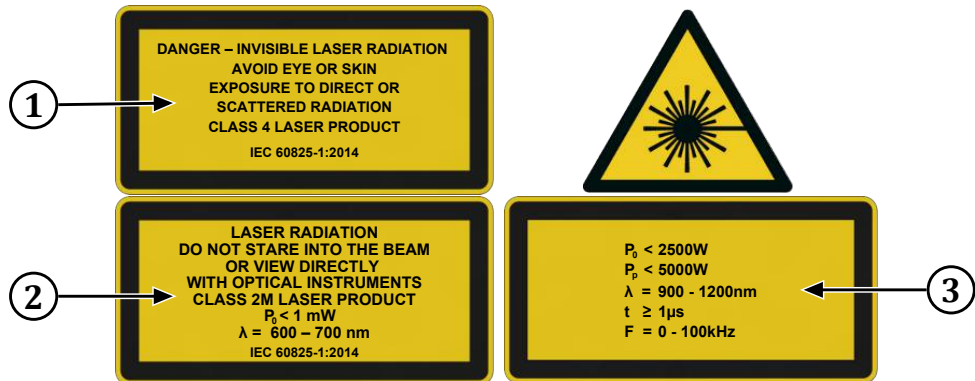 1
DANGER – INVISIBLE LASER RADIATION
AVOID EYE OR SKIN
EXPOSURE TO DIRECT OR
SCATTERED RADIATION
CLASS 4 LASER PRODUCT
IEC 60825-1:2014
2
LASER RADIATION
DO NOT STARE INTO THE BEAM
OR VIEW DIRECTLY
WITH OPTICAL INSTRUMENTS
CLASS 2M LASER PRODUCT
P₀ < 1 mW
λ = 600 – 700 nm
IEC 60825-1:2014
P₀ < 2500W
Pₚ < 5000W
λ = 900 - 1200nm
t ≥ 1µs
F = 0 - 100kHz
3